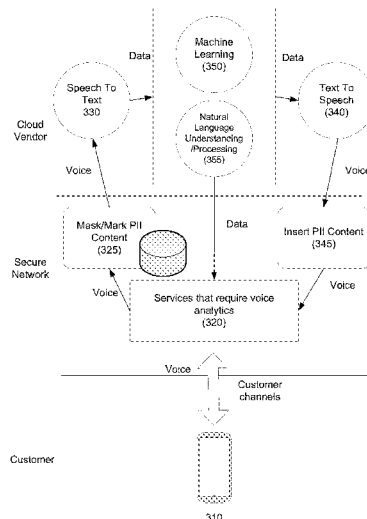 Data
Machine
Learning
(350)
Data
Speech To
Text
330
Text To
Speech
(340)
Natural
Language
Understanding
/Processing
(355)
Cloud
Vendor
Voice
Voice
Mask/Mark PII
Content
(325)
Data
Insert PII Content
(345)
Secure
Network
Voice
Services that require voice
analytics
(320)
Voice
Voice
Customer
channels
Customer
310